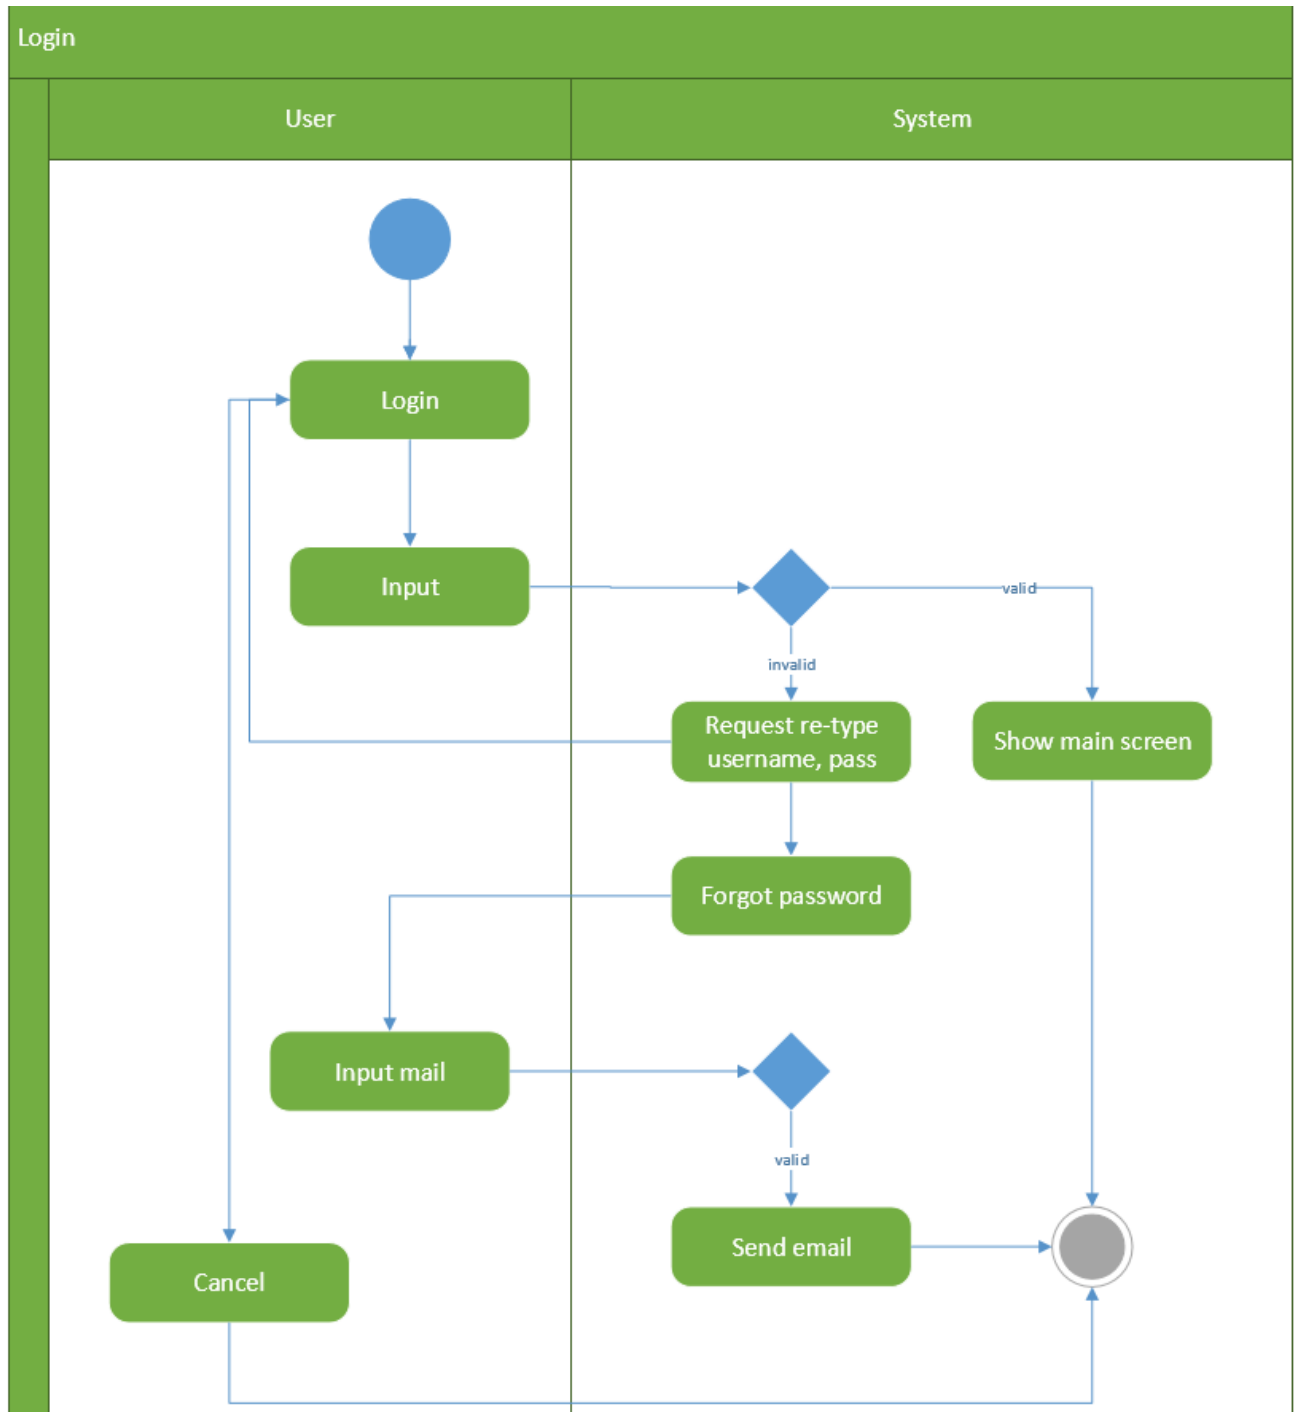 Login
User
System
Login
Input
valid
invalid
Request re-type
username, pass
Show main screen
Forgot password
Input mail
valid
Send email
Cancel